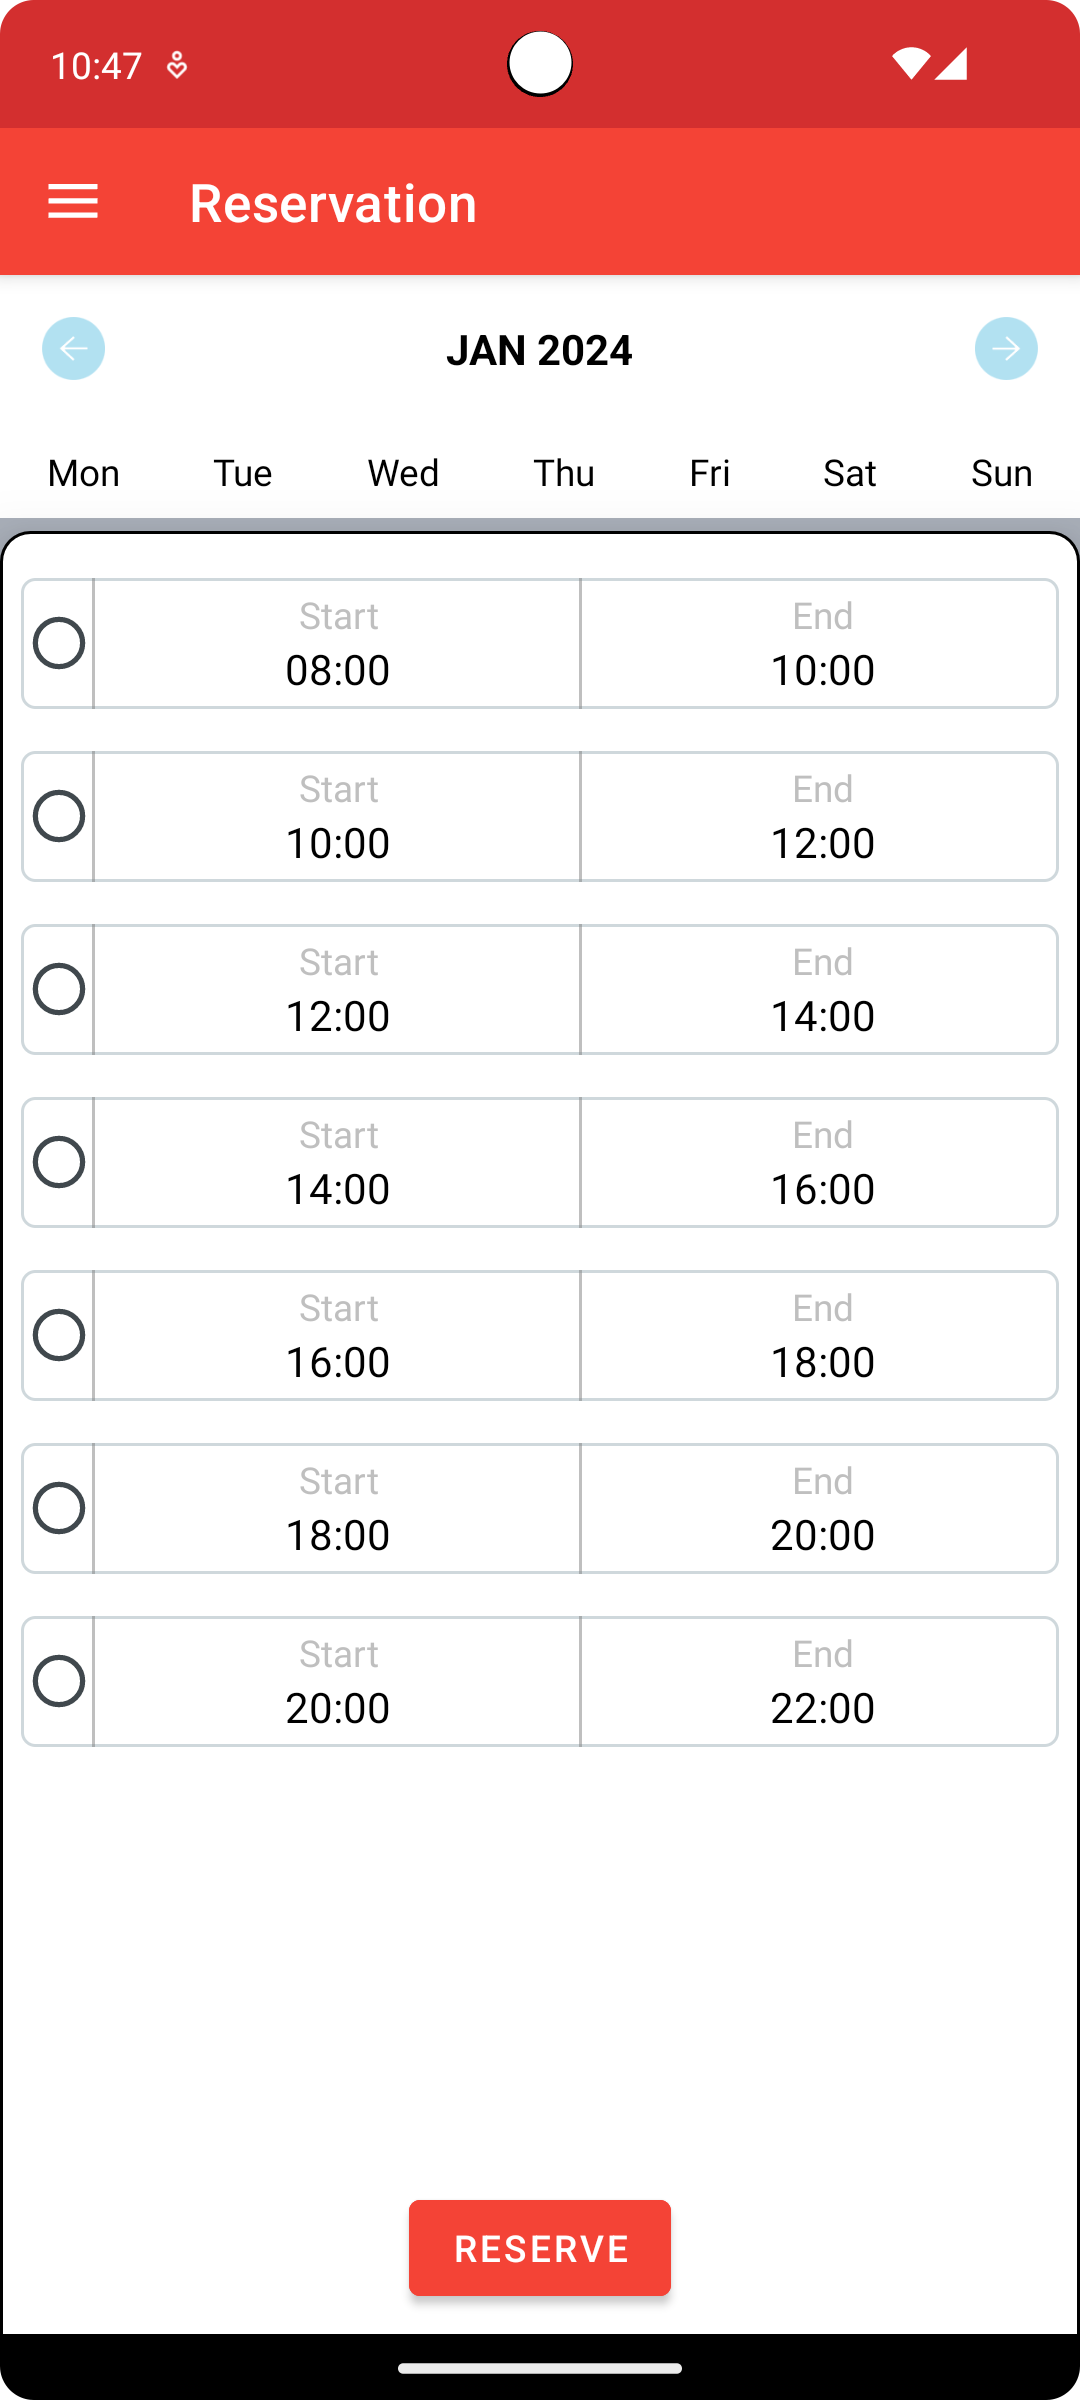 10:47
Reservation
JAN 2024
Mon Tue Wed Thu Fri Sat Sun
Start End
08:00 10:00
Start End
10:00 12:00
Start End
12:00 14:00
Start End
14:00 16:00
Start End
16:00 18:00
Start End
18:00 20:00
Start End
20:00 22:00
RESERVE